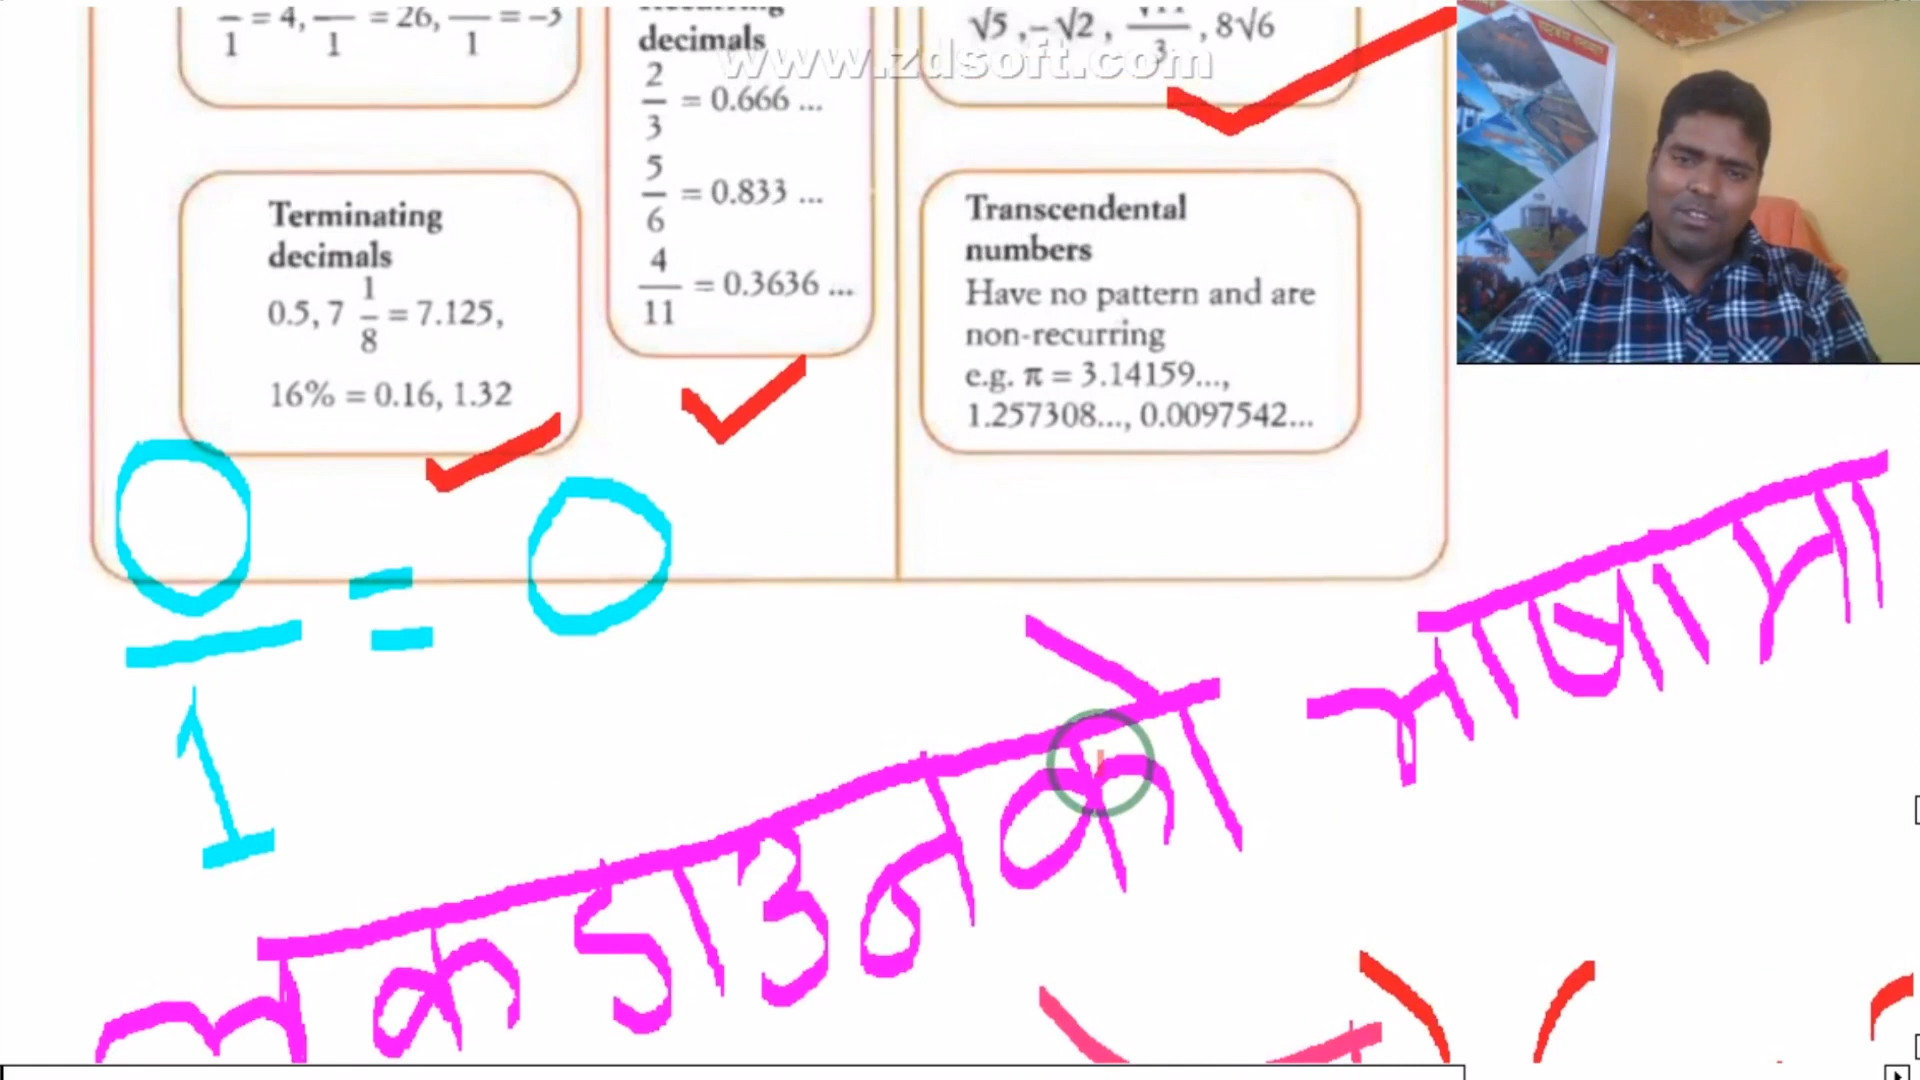 1 = 4, 1 = 26, 1 = –3
decimals
2/3 = 0.666 ...
5/6 = 0.833 ...
4/11 = 0.3636 ...
√5 ,–√2 , 3 , 8√6
www.zdsoft.com
Terminating
decimals
0.5, 7 1/8 = 7.125,
16% = 0.16, 1.32
Transcendental
numbers
Have no pattern and are
non-recurring
e.g. π = 3.14159...,
1.257308..., 0.0097542...
0/1 = 0
लकडाउनको